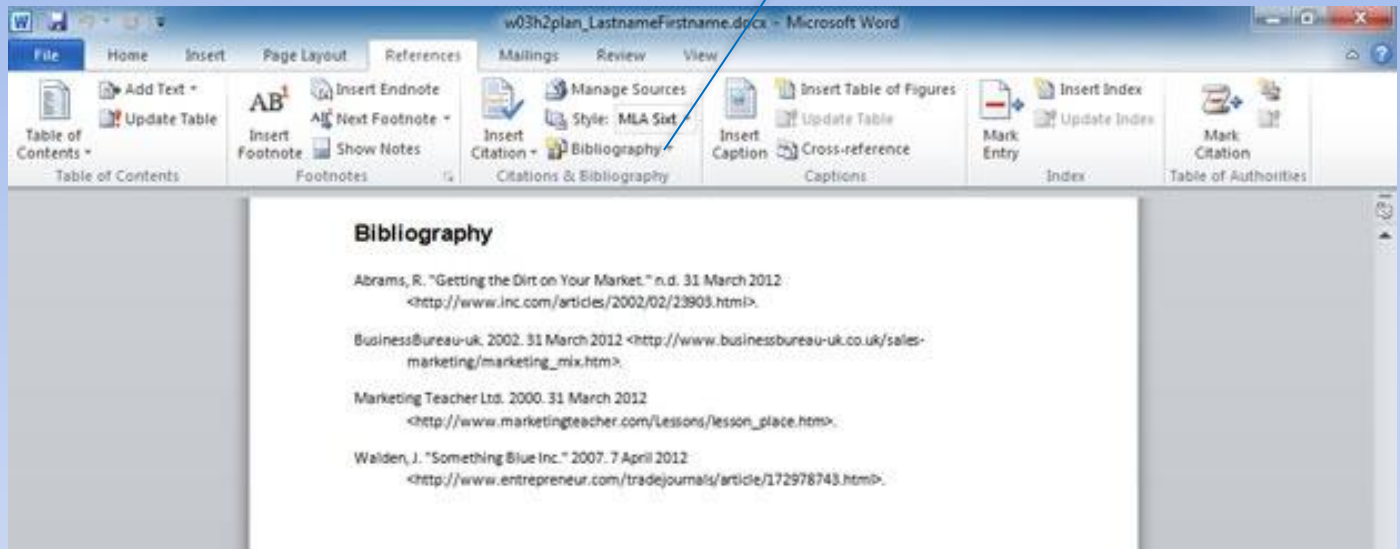 w03h2plan_LastnameFirstname.docx - Microsoft Word
File Home Insert Page Layout References Mailings Review View
Add Text
Update Table
Table of Contents
Table of Contents
AB1
Insert Footnote
Insert Endnote
Next Footnote
Show Notes
Footnotes
Insert Citation
Manage Sources
Style: MLA Sixt
Bibliography
Citations & Bibliography
Insert Caption
Insert Table of Figures
Update Table
Cross-reference
Captions
Mark Entry
Insert Index
Update Index
Index
Mark Citation
Table of Authorities
Bibliography
Abrams, R. "Getting the Dirt on Your Market." n.d. 31 March 2012
<http://www.inc.com/articles/2002/02/23903.html>.
BusinessBureau-uk. 2002. 31 March 2012 <http://www.businessbureau-uk.co.uk/sales-
marketing/marketing_mix.htm>.
Marketing Teacher Ltd. 2000. 31 March 2012
<http://www.marketingteacher.com/Lessons/lesson_place.htm>.
Walden, J. "Something Blue Inc." 2007. 7 April 2012
<http://www.entrepreneur.com/tradejournals/article/172978743.html>.